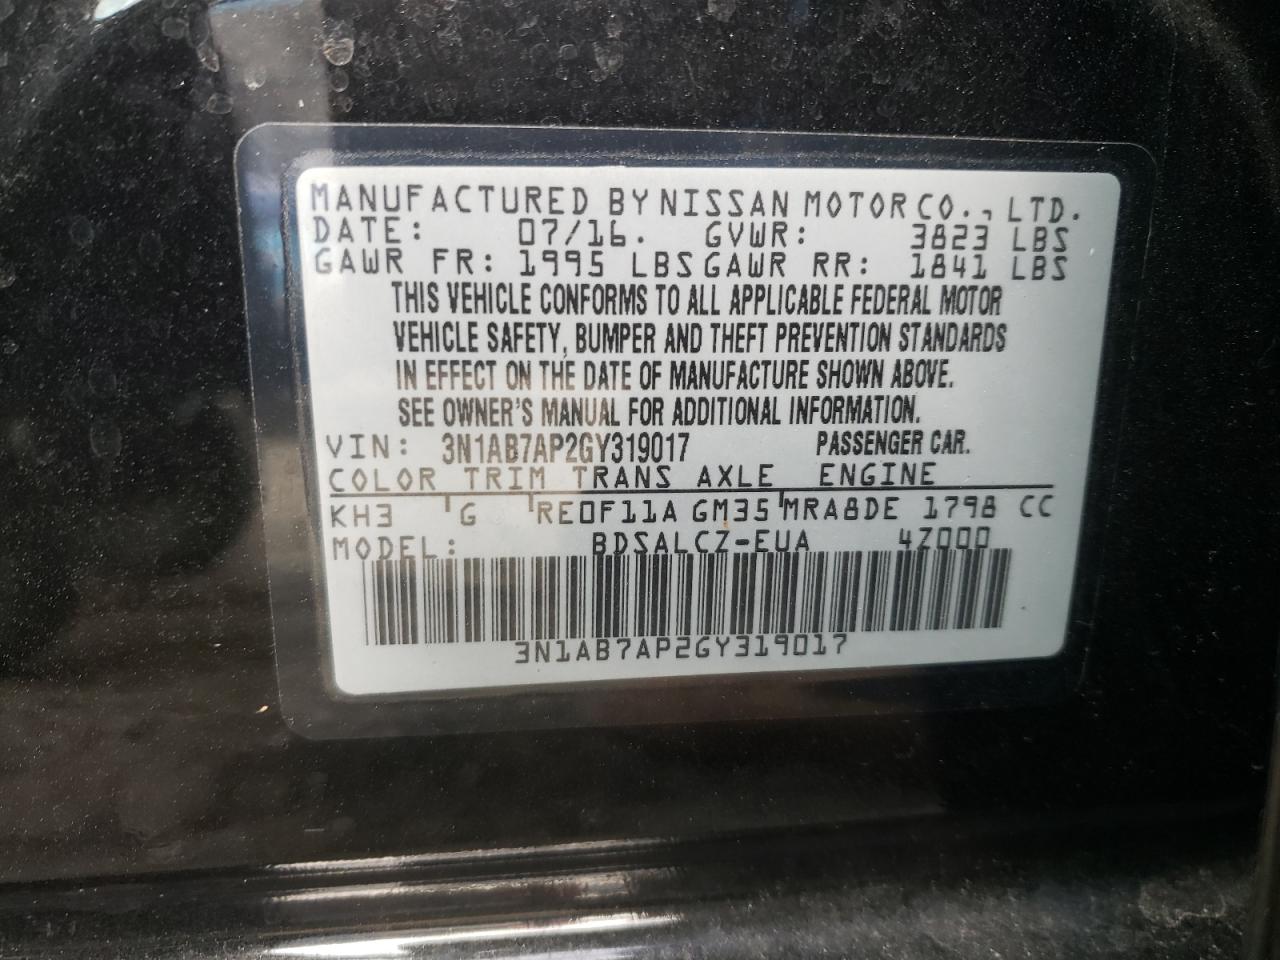 MANUFACTURED BY NISSAN MOTOR CO., LTD.
DATE: 07/16. GVWR: 3823 LBS
GAWR FR: 1995 LBS GAWR RR: 1841 LBS
THIS VEHICLE CONFORMS TO ALL APPLICABLE FEDERAL MOTOR
VEHICLE SAFETY, BUMPER AND THEFT PREVENTION STANDARDS
IN EFFECT ON THE DATE OF MANUFACTURE SHOWN ABOVE.
SEE OWNER'S MANUAL FOR ADDITIONAL INFORMATION.
VIN: 3N1AB7AP2GY319017 PASSENGER CAR.
COLOR TRIM TRANS AXLE ENGINE
KH3 G RE0F11A GM35 MRA8DE 1798 CC
MODEL: BDSALCZ-EUA 4Z000
3N1AB7AP2GY319017